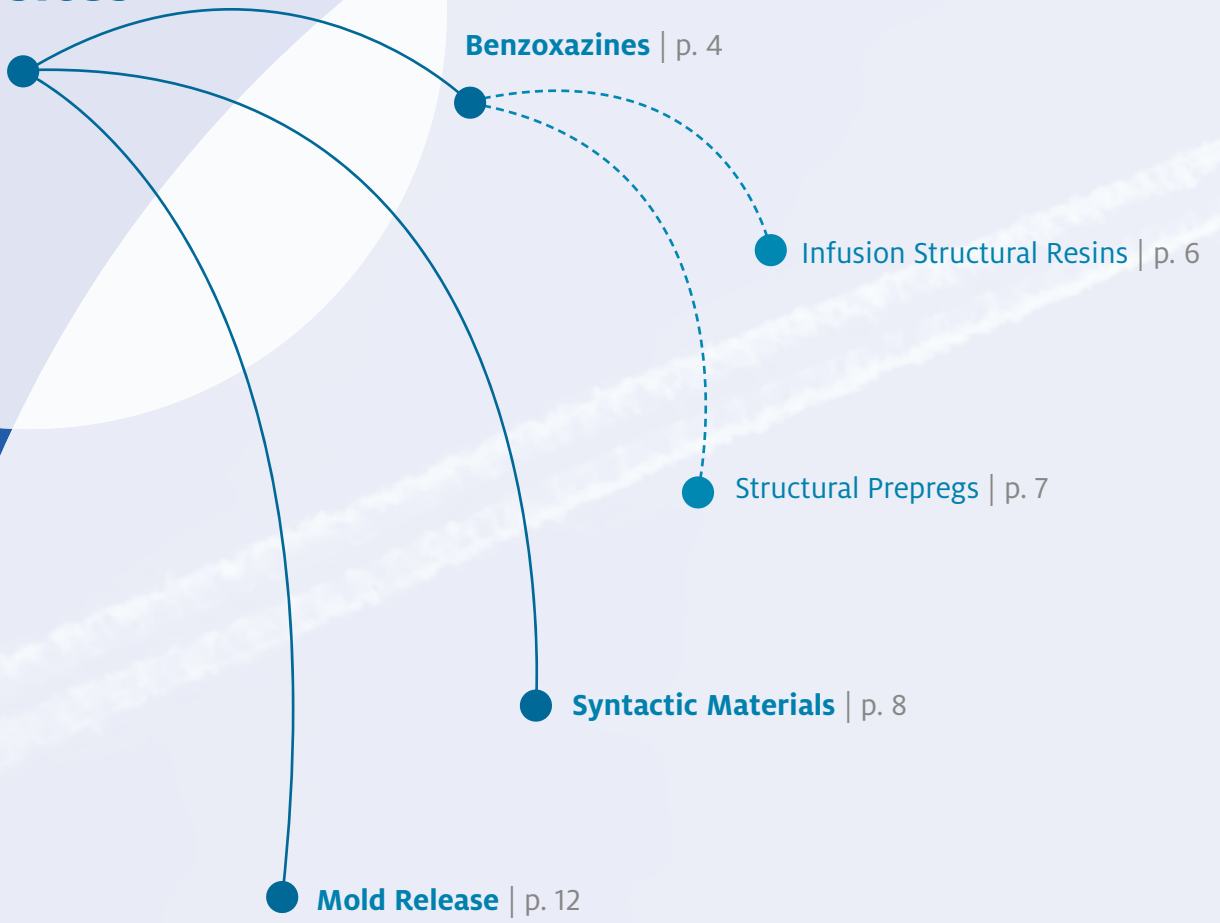 Benzoxazines | p. 4
Infusion Structural Resins | p. 6
Structural Prepregs | p. 7
Syntactic Materials | p. 8
Mold Release | p. 12